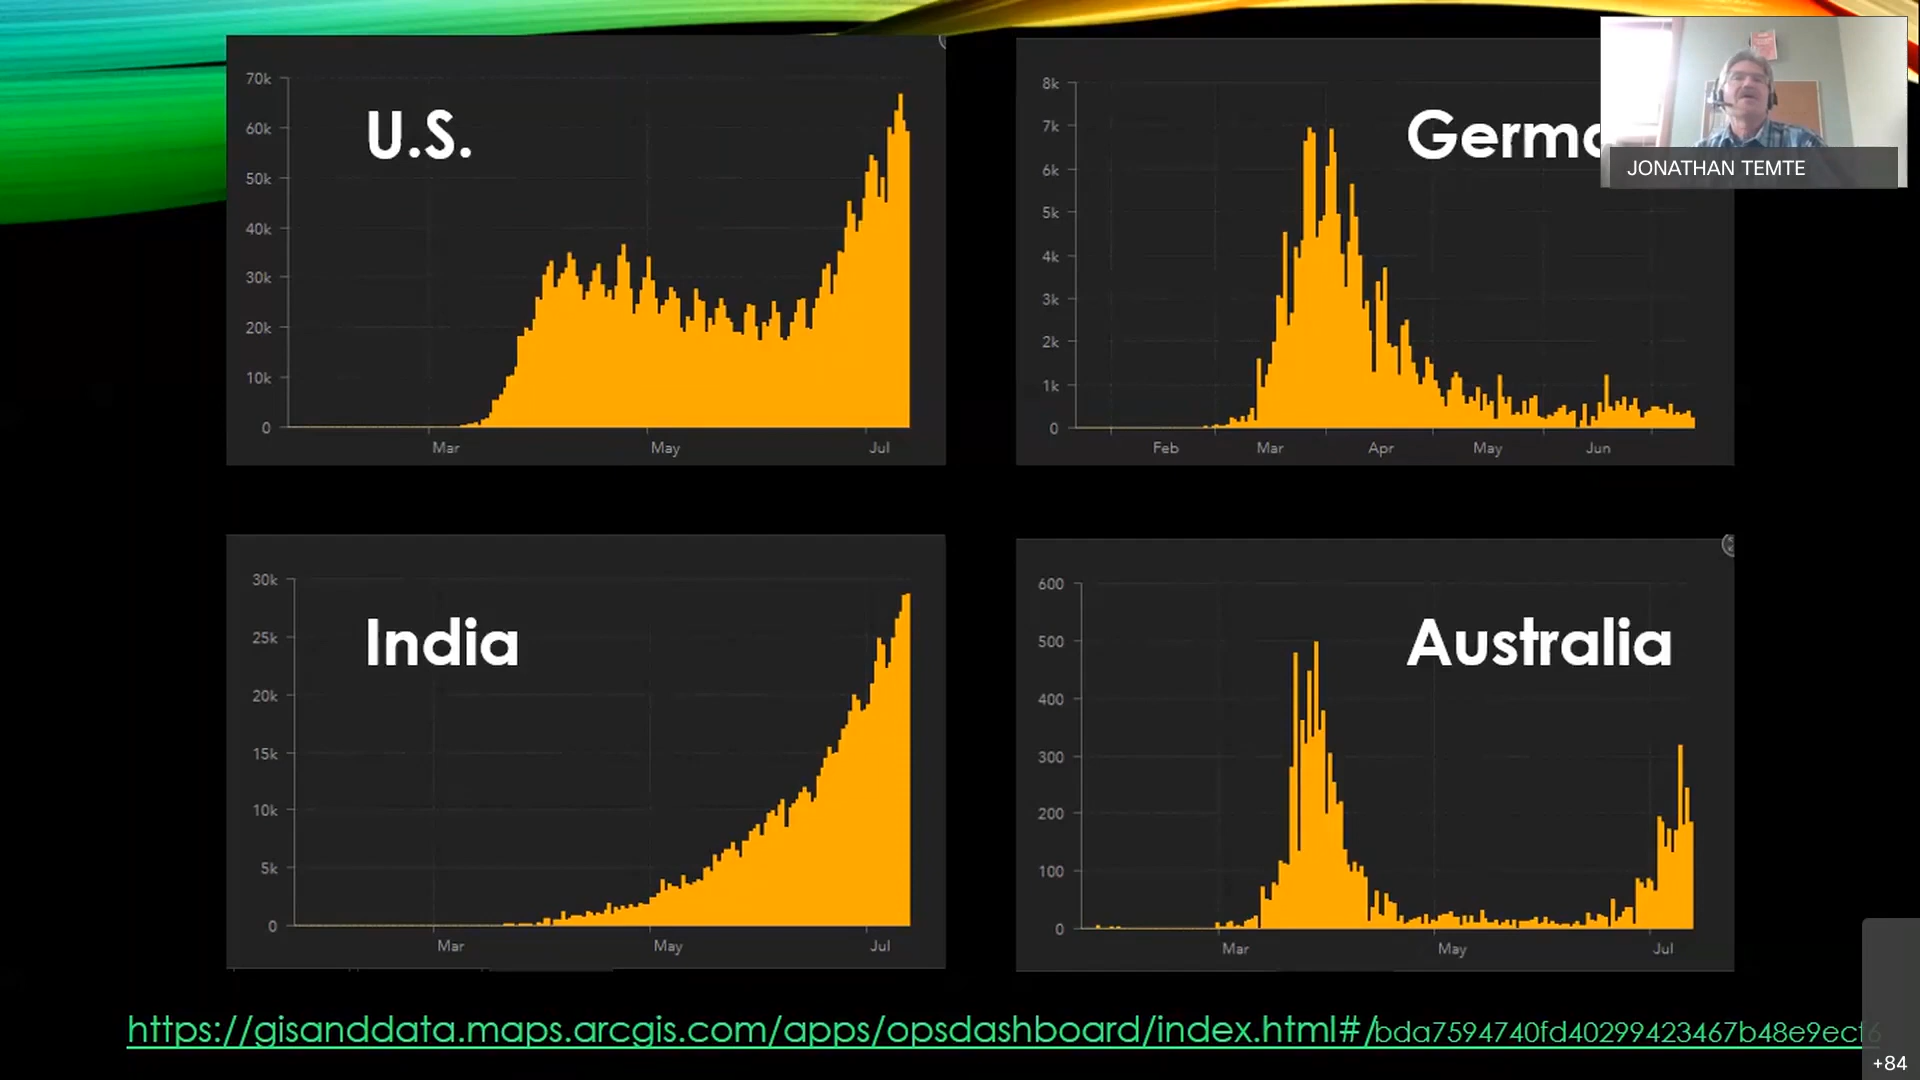 U.S.
70k
60k
50k
40k
30k
20k
10k
0
Mar May Jul
Germa
8k
7k
6k
5k
4k
3k
2k
1k
0
Feb Mar Apr May Jun
JONATHAN TEMTE
India
30k
25k
20k
15k
10k
5k
0
Mar May Jul
Australia
600
500
400
300
200
100
0
Mar May Jul
https://gisanddata.maps.arcgis.com/apps/opsdashboard/index.html#/bda7594740fd40299423467b48e9ecf6
+84